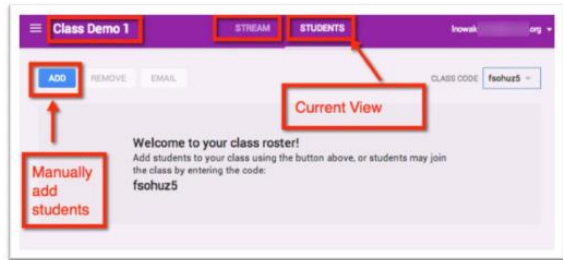 Class Demo 1 STREAM STUDENTS lnowak org
ADD REMOVE EMAIL CLASS CODE fsohuz5
Current View
Welcome to your class roster!
Add students to your class using the button above, or students may join
the class by entering the code:
fsohuz5
Manually
add
students